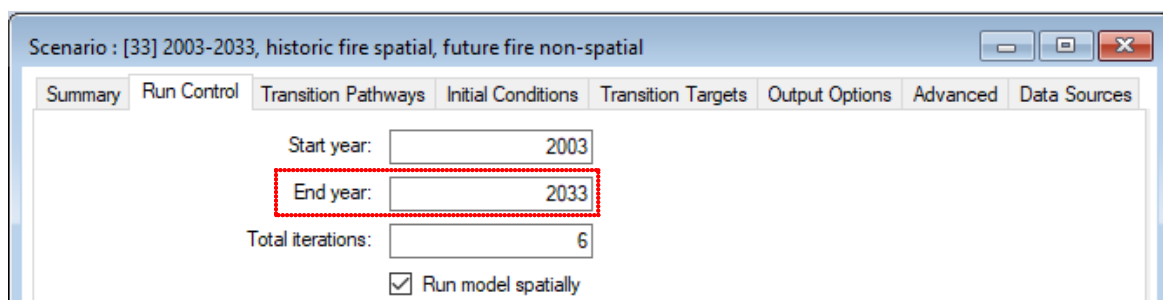 Scenario : [33] 2003-2033, historic fire spatial, future fire non-spatial
Summary Run Control Transition Pathways Initial Conditions Transition Targets Output Options Advanced Data Sources
Start year: 2003
End year: 2033
Total iterations: 6
Run model spatially